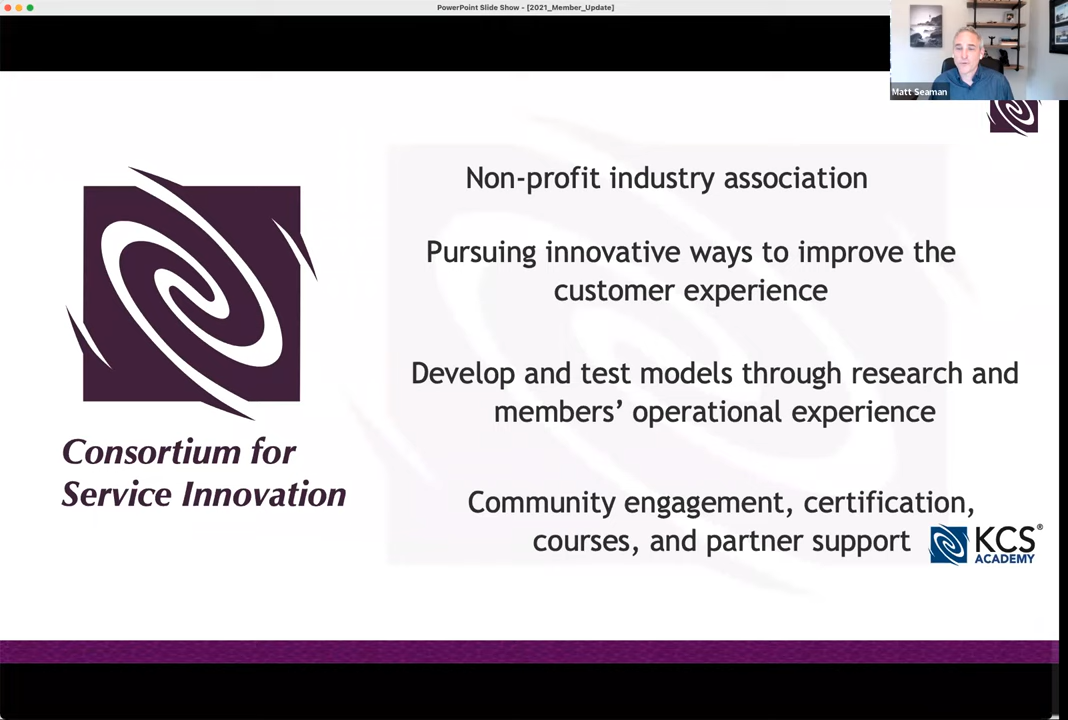 PowerPoint Slide Show - [2021_Member_Update]
Matt Seaman
Non-profit industry association
Pursuing innovative ways to improve the
customer experience
Develop and test models through research and
members’ operational experience
Consortium for
Service Innovation
Community engagement, certification,
courses, and partner support
KCS®
ACADEMY